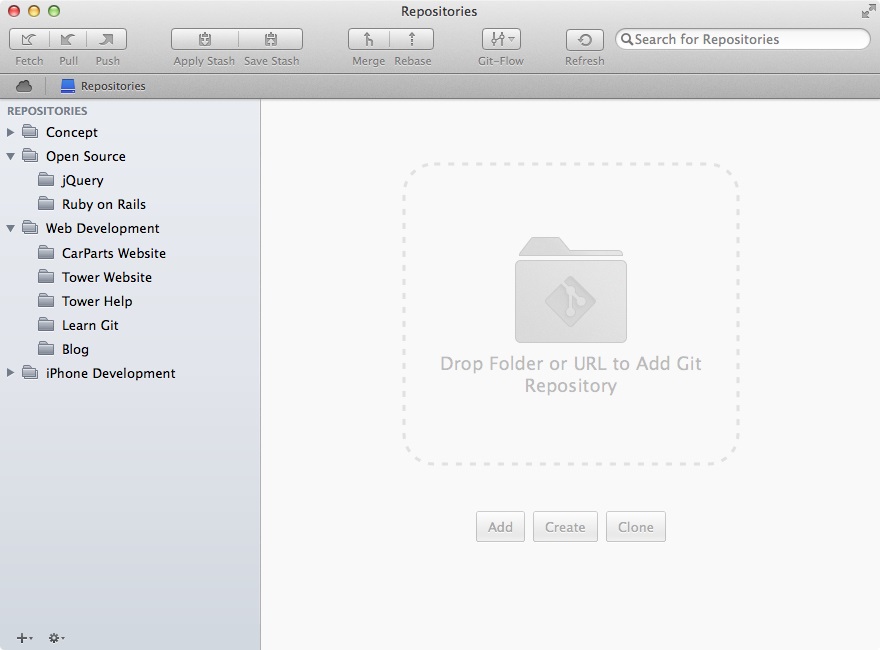 Repositories
Search for Repositories
Fetch Pull Push Apply Stash Save Stash Merge Rebase Git-Flow Refresh
Repositories
REPOSITORIES
Concept
Open Source
jQuery
Ruby on Rails
Web Development
CarParts Website
Tower Website
Tower Help
Learn Git
Blog
iPhone Development
Drop Folder or URL to Add Git
Repository
Add Create Clone